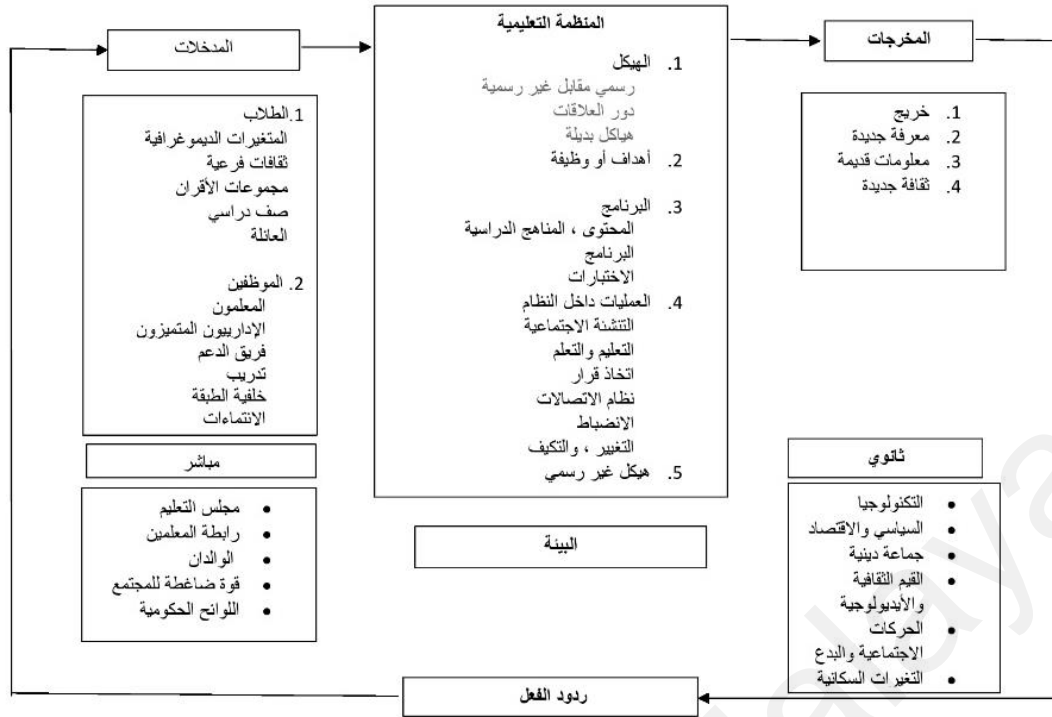 المدخلات
1.الطلاب
المتغيرات الديموغرافية
ثقافات فرعية
مجموعات الأقران
صف دراسي
العائلة
2. الموظفين
المعلمون
الإدارييون المتميزون
فريق الدعم
تدريب
خلفية الطبقة
الانتماءات
مباشر
• مجلس التعليم
• رابطة المعلمين
• الوالدان
• قوة ضاغطة للمجتمع
• اللوائح الحكومية
المنظمة التعليمية
1. الهيكل
رسمي مقابل غير رسمية
دور العلاقات
هياكل بديلة
2. أهداف أو وظيفة
3. البرنامج
المحتوى ، المناهج الدراسية
البرنامج
الاختبارات
4. العمليات داخل النظام
التنشئة الاجتماعية
التعليم والتعلم
اتخاذ قرار
نظام الاتصالات
الانضباط
التغيير ، والتكيف
5. هيكل غير رسمي
البيئة
المخرجات
1. خريج
2. معرفة جديدة
3. معلومات قديمة
4. ثقافة جديدة
ثانوي
• التكنولوجيا
• السياسي والاقتصاد
• جماعة دينية
• القيم الثقافية
والأيديولوجية
• الحركات
الاجتماعية والبدع
• التغيرات السكانية
ردود الفعل
alaya